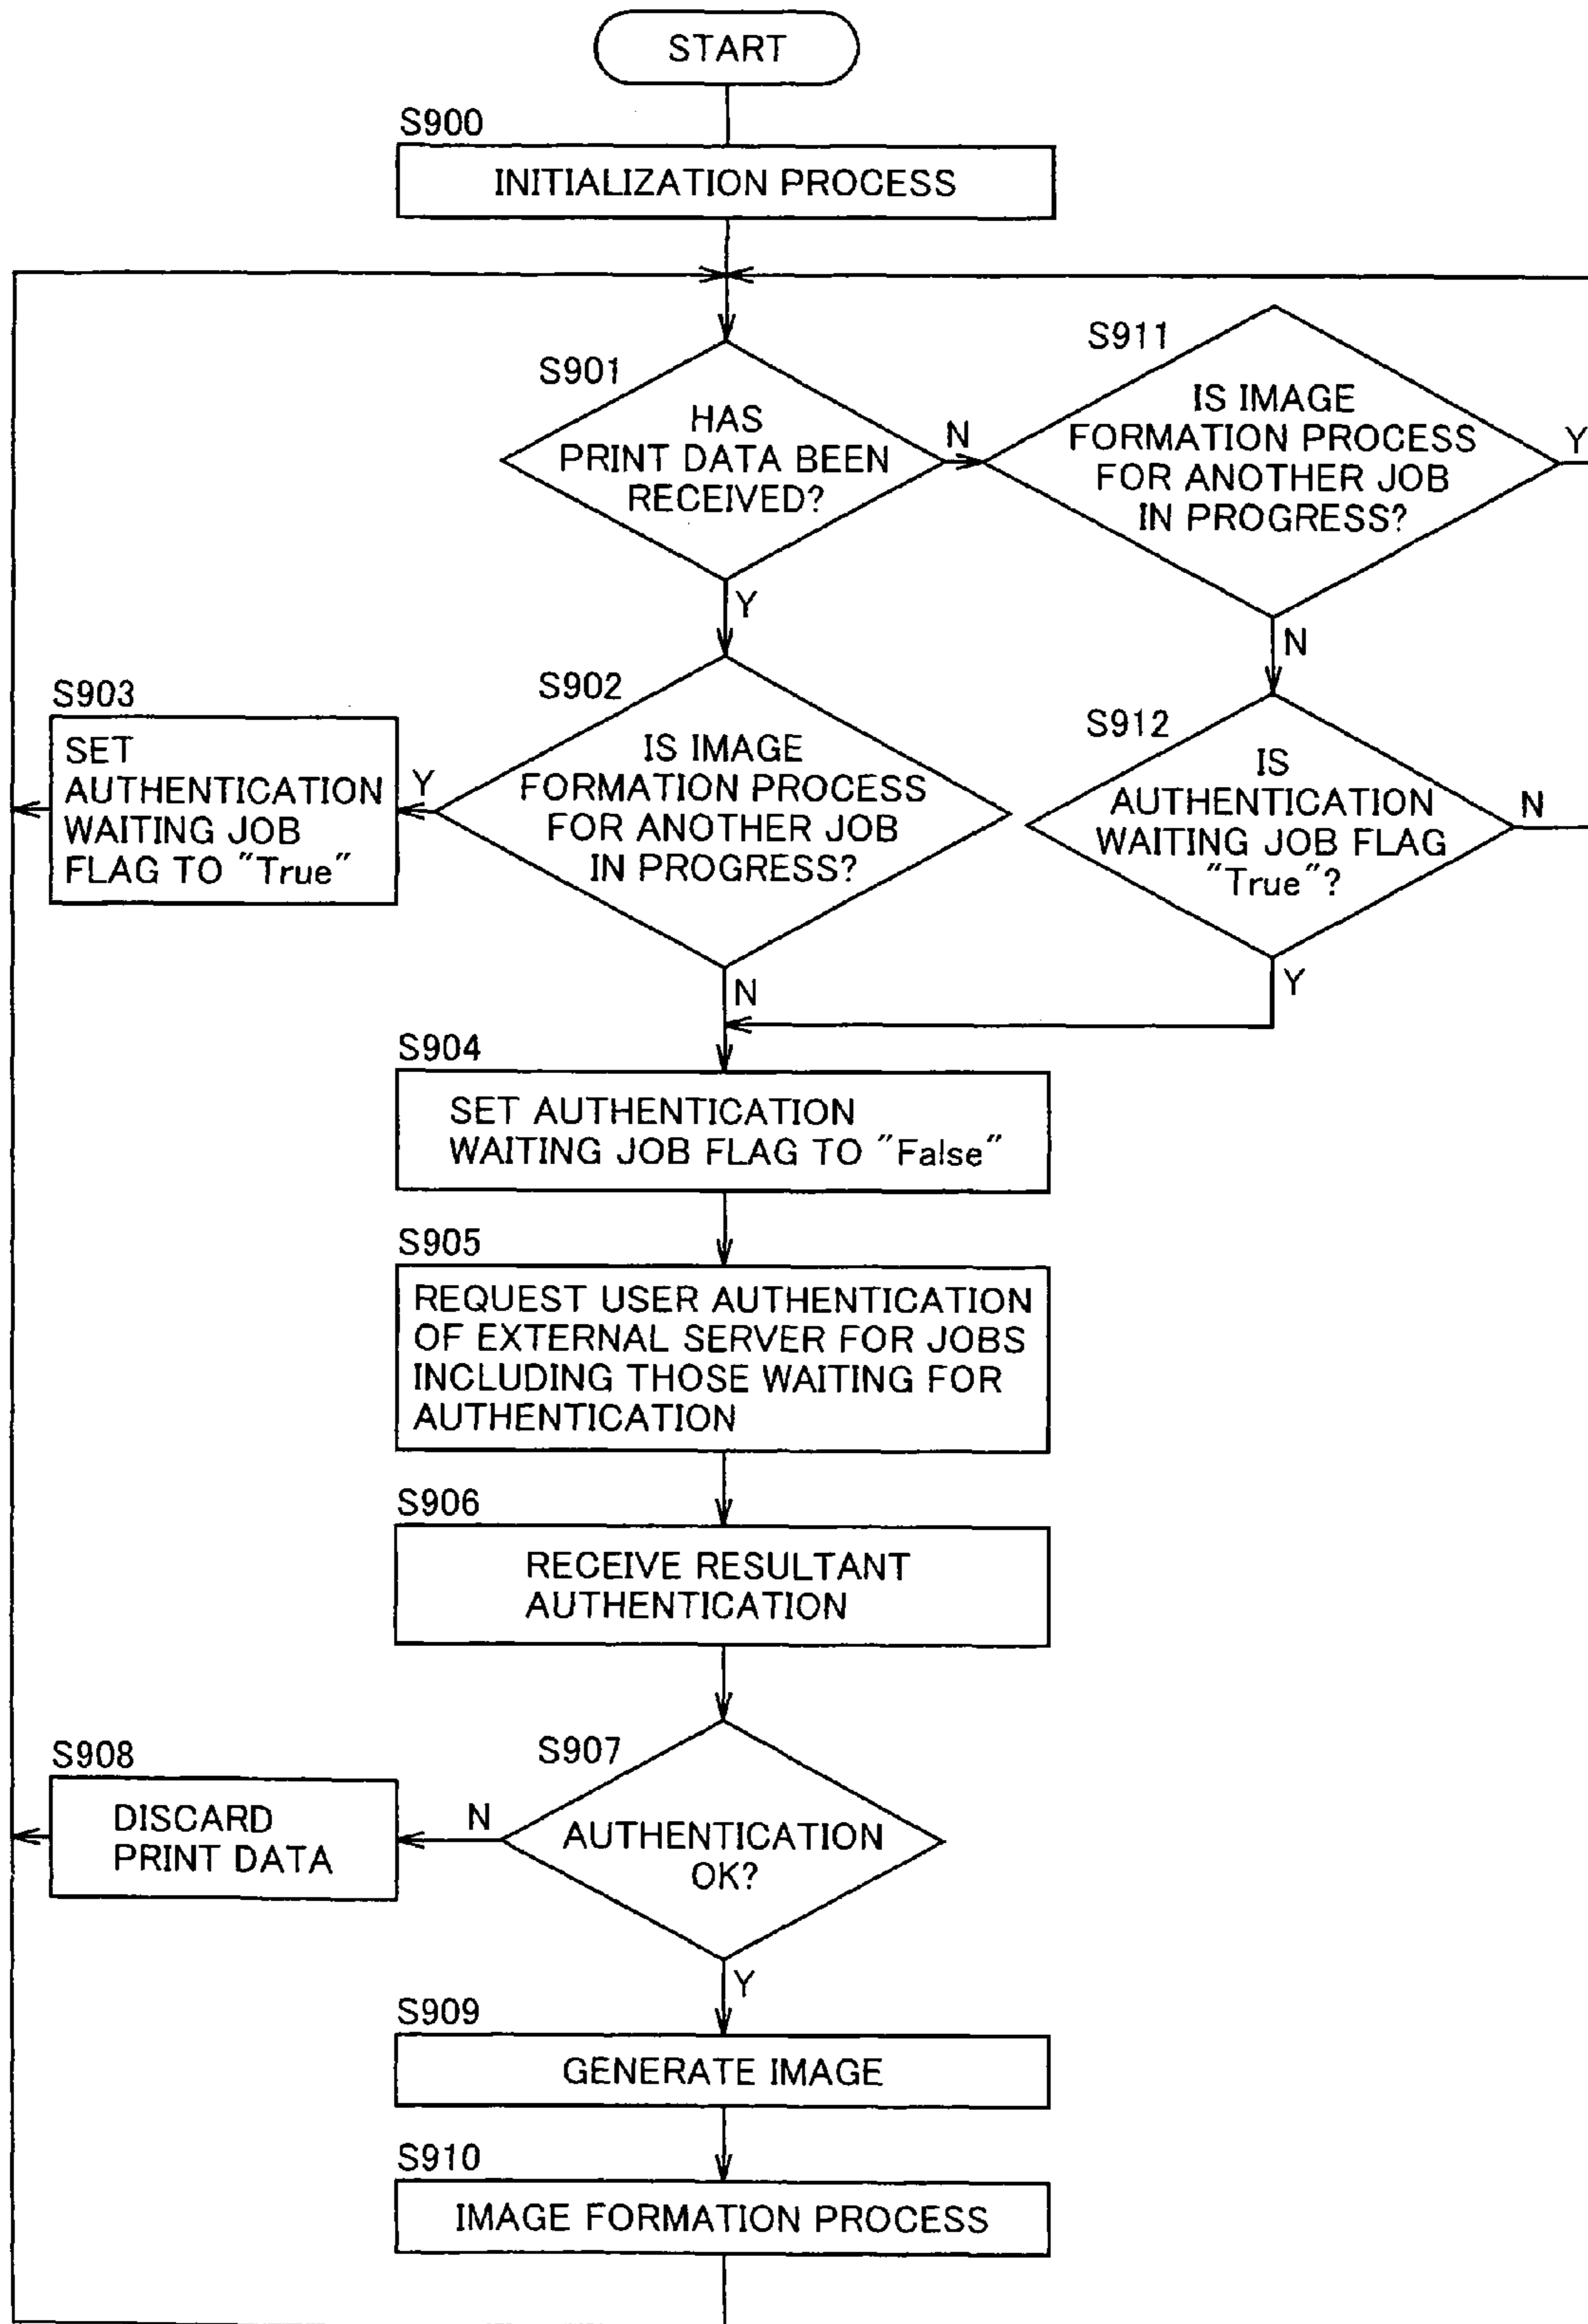 START
S900
INITIALIZATION PROCESS
S901
HAS
PRINT DATA BEEN
RECEIVED?
N
Y
S911
IS IMAGE
FORMATION PROCESS
FOR ANOTHER JOB
IN PROGRESS?
Y
N
S902
IS IMAGE
FORMATION PROCESS
FOR ANOTHER JOB
IN PROGRESS?
Y
N
S903
SET
AUTHENTICATION
WAITING JOB
FLAG TO "True"
S912
IS
AUTHENTICATION
WAITING JOB FLAG
"True"?
N
Y
S904
SET AUTHENTICATION
WAITING JOB FLAG TO "False"
S905
REQUEST USER AUTHENTICATION
OF EXTERNAL SERVER FOR JOBS
INCLUDING THOSE WAITING FOR
AUTHENTICATION
S906
RECEIVE RESULTANT
AUTHENTICATION
S907
AUTHENTICATION
OK?
N
Y
S908
DISCARD
PRINT DATA
S909
GENERATE IMAGE
S910
IMAGE FORMATION PROCESS